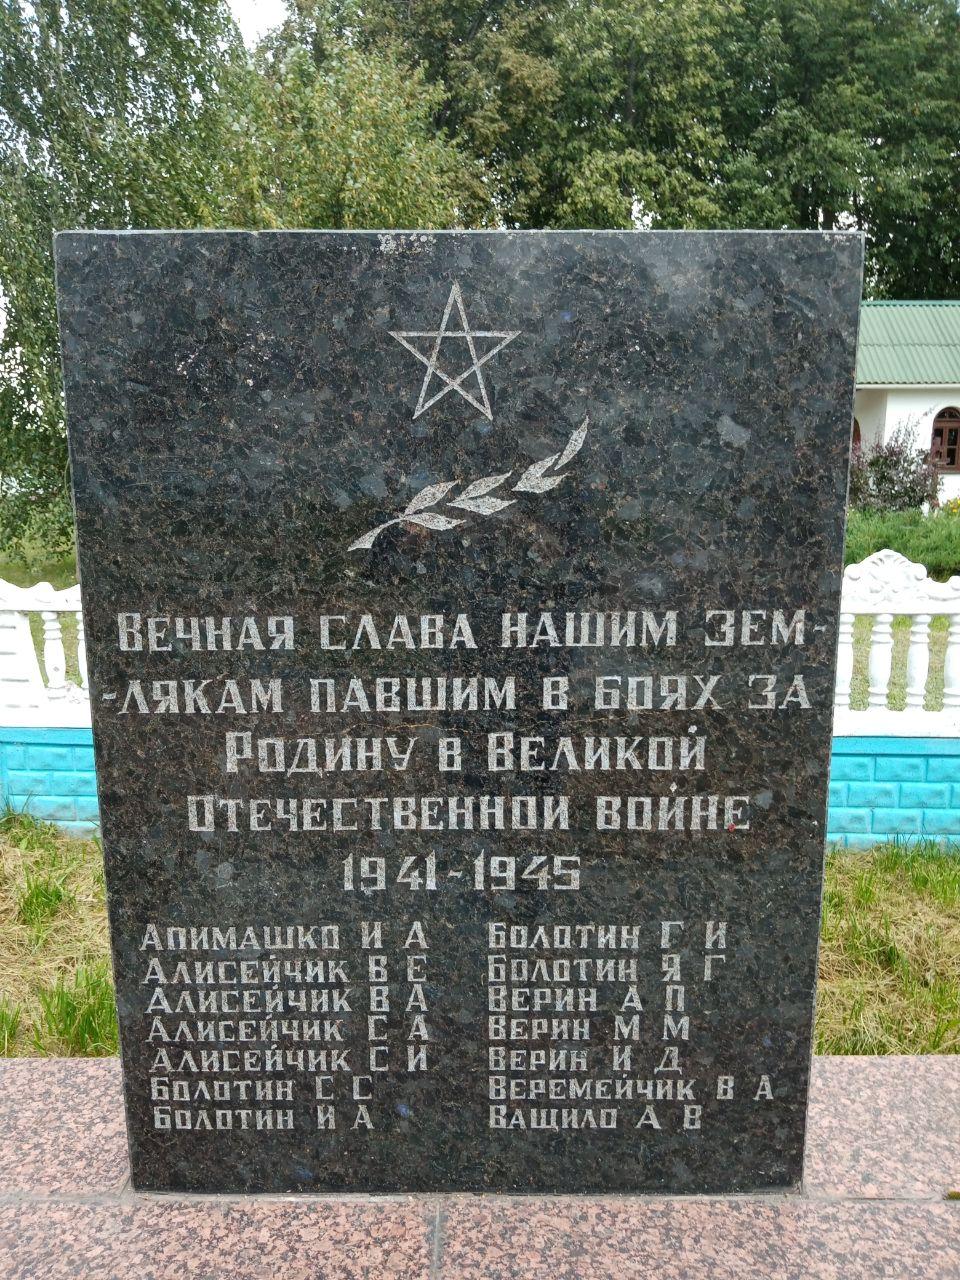 Вечная слава нашим зем-
-лякам павшим в боях за
Родину в Великой
Отечественной войне
1941-1945
Апимашко И А
Алисейчик В Е
Алисейчик В А
Алисейчик С А
Алисейчик С И
Болотин С С
Болотин И А
Болотин Г И
Болотин Я Г
Верин А П
Верин М М
Верин И Д
Веремейчик В А
Ващило А В